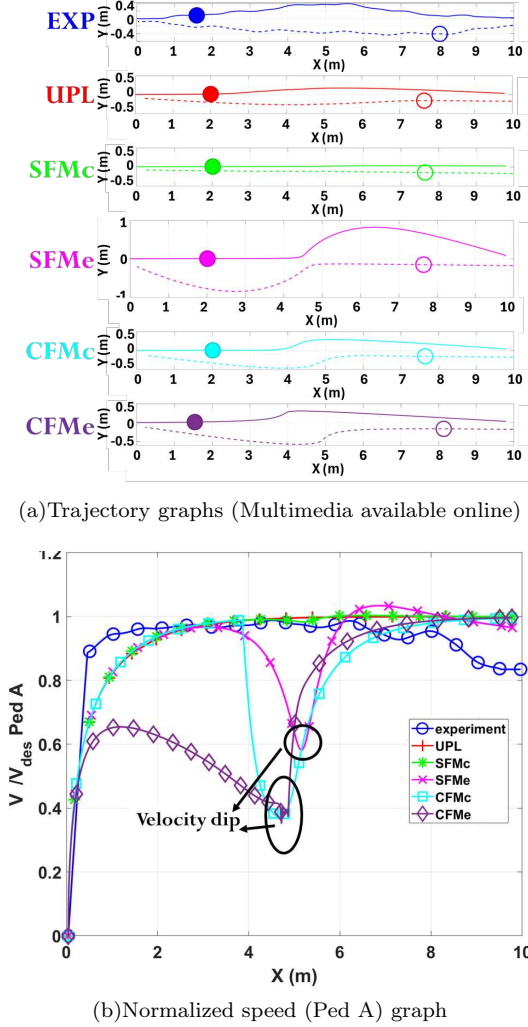 EXP
Y (m)
0.4
0
-0.4
0 1 2 3 4 5 6 7 8 9 10
X (m)
UPL
Y (m)
0.5
0
-0.5
0 1 2 3 4 5 6 7 8 9 10
X (m)
SFMc
Y (m)
0.5
0
-0.5
0 1 2 3 4 5 6 7 8 9 10
X (m)
SFMe
Y (m)
1
0
-1
0 1 2 3 4 5 6 7 8 9 10
X (m)
CFMc
Y (m)
0.5
0
-0.5
0 1 2 3 4 5 6 7 8 9 10
X (m)
CFMe
Y (m)
0.5
0
-0.5
0 1 2 3 4 5 6 7 8 9 10
X (m)
(a)Trajectory graphs (Multimedia available online)
1.2
1
0.8
0.6
0.4
0.2
0
V /V des Ped A
experiment
UPL
SFMc
SFMe
CFMc
CFMe
Velocity dip
0 2 4 6 8 10
X (m)
(b)Normalized speed (Ped A) graph